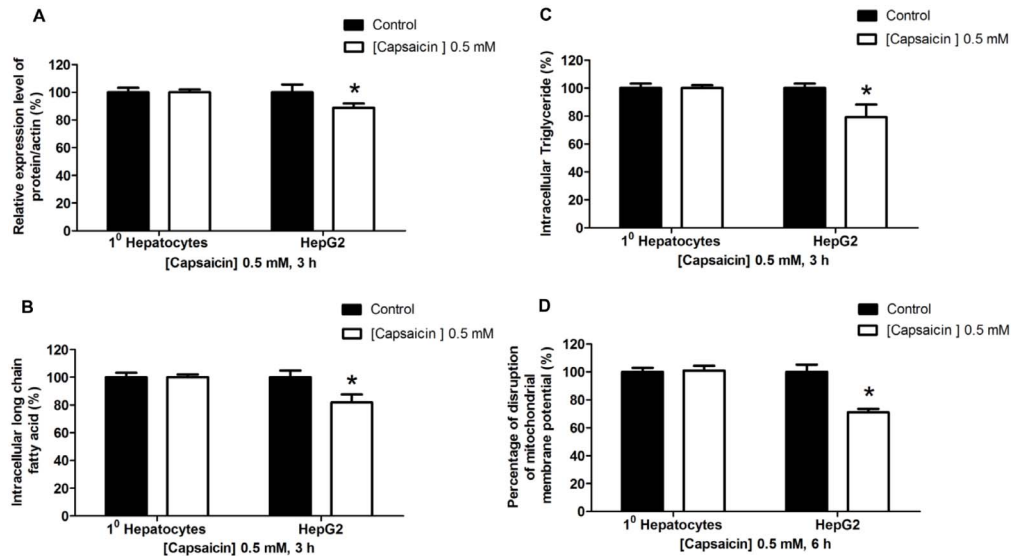 A
Control
[Capsaicin ] 0.5 mM
Relative expression level of
protein/actin (%)
120
100
80
60
40
20
0
*
1⁰ Hepatocytes
HepG2
[Capsaicin] 0.5 mM, 3 h
C
Control
[Capsaicin ] 0.5 mM
Intracellular Triglyceride (%)
120
100
80
60
40
20
0
*
1⁰ Hepatocytes
HepG2
[Capsaicin] 0.5 mM, 3 h
B
Control
[Capsaicin ] 0.5 mM
Intracellular long chain
fatty acid (%)
120
100
80
60
40
20
0
*
1⁰ Hepatocytes
HepG2
[Capsaicin] 0.5 mM, 3 h
D
Control
[Capsaicin ] 0.5 mM
Percentage of disruption
of mitochondrial
membrane potential (%)
120
100
80
60
40
20
0
*
1⁰ Hepatocytes
HepG2
[Capsaicin] 0.5 mM, 6 h